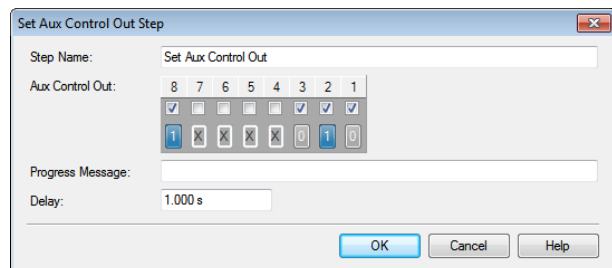 Set Aux Control Out Step
Step Name: Set Aux Control Out
Aux Control Out: 8 7 6 5 4 3 2 1
1 X X X X 0 1 0
Progress Message:
Delay: 1.000 s
OK Cancel Help